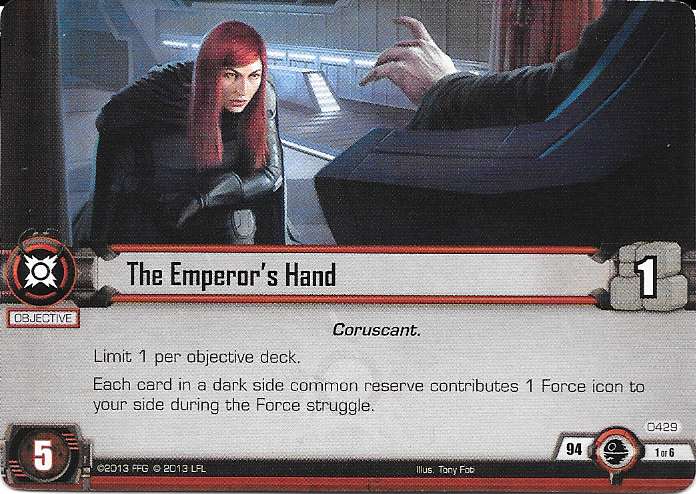 The Emperor's Hand
1
OBJECTIVE
Coruscant.
Limit 1 per objective deck.
Each card in a dark side common reserve contributes 1 Force icon to
your side during the Force struggle.
0429
5
94
1 OF 6
©2013 FFG © 2013 LFL
Illus. Tony Foti